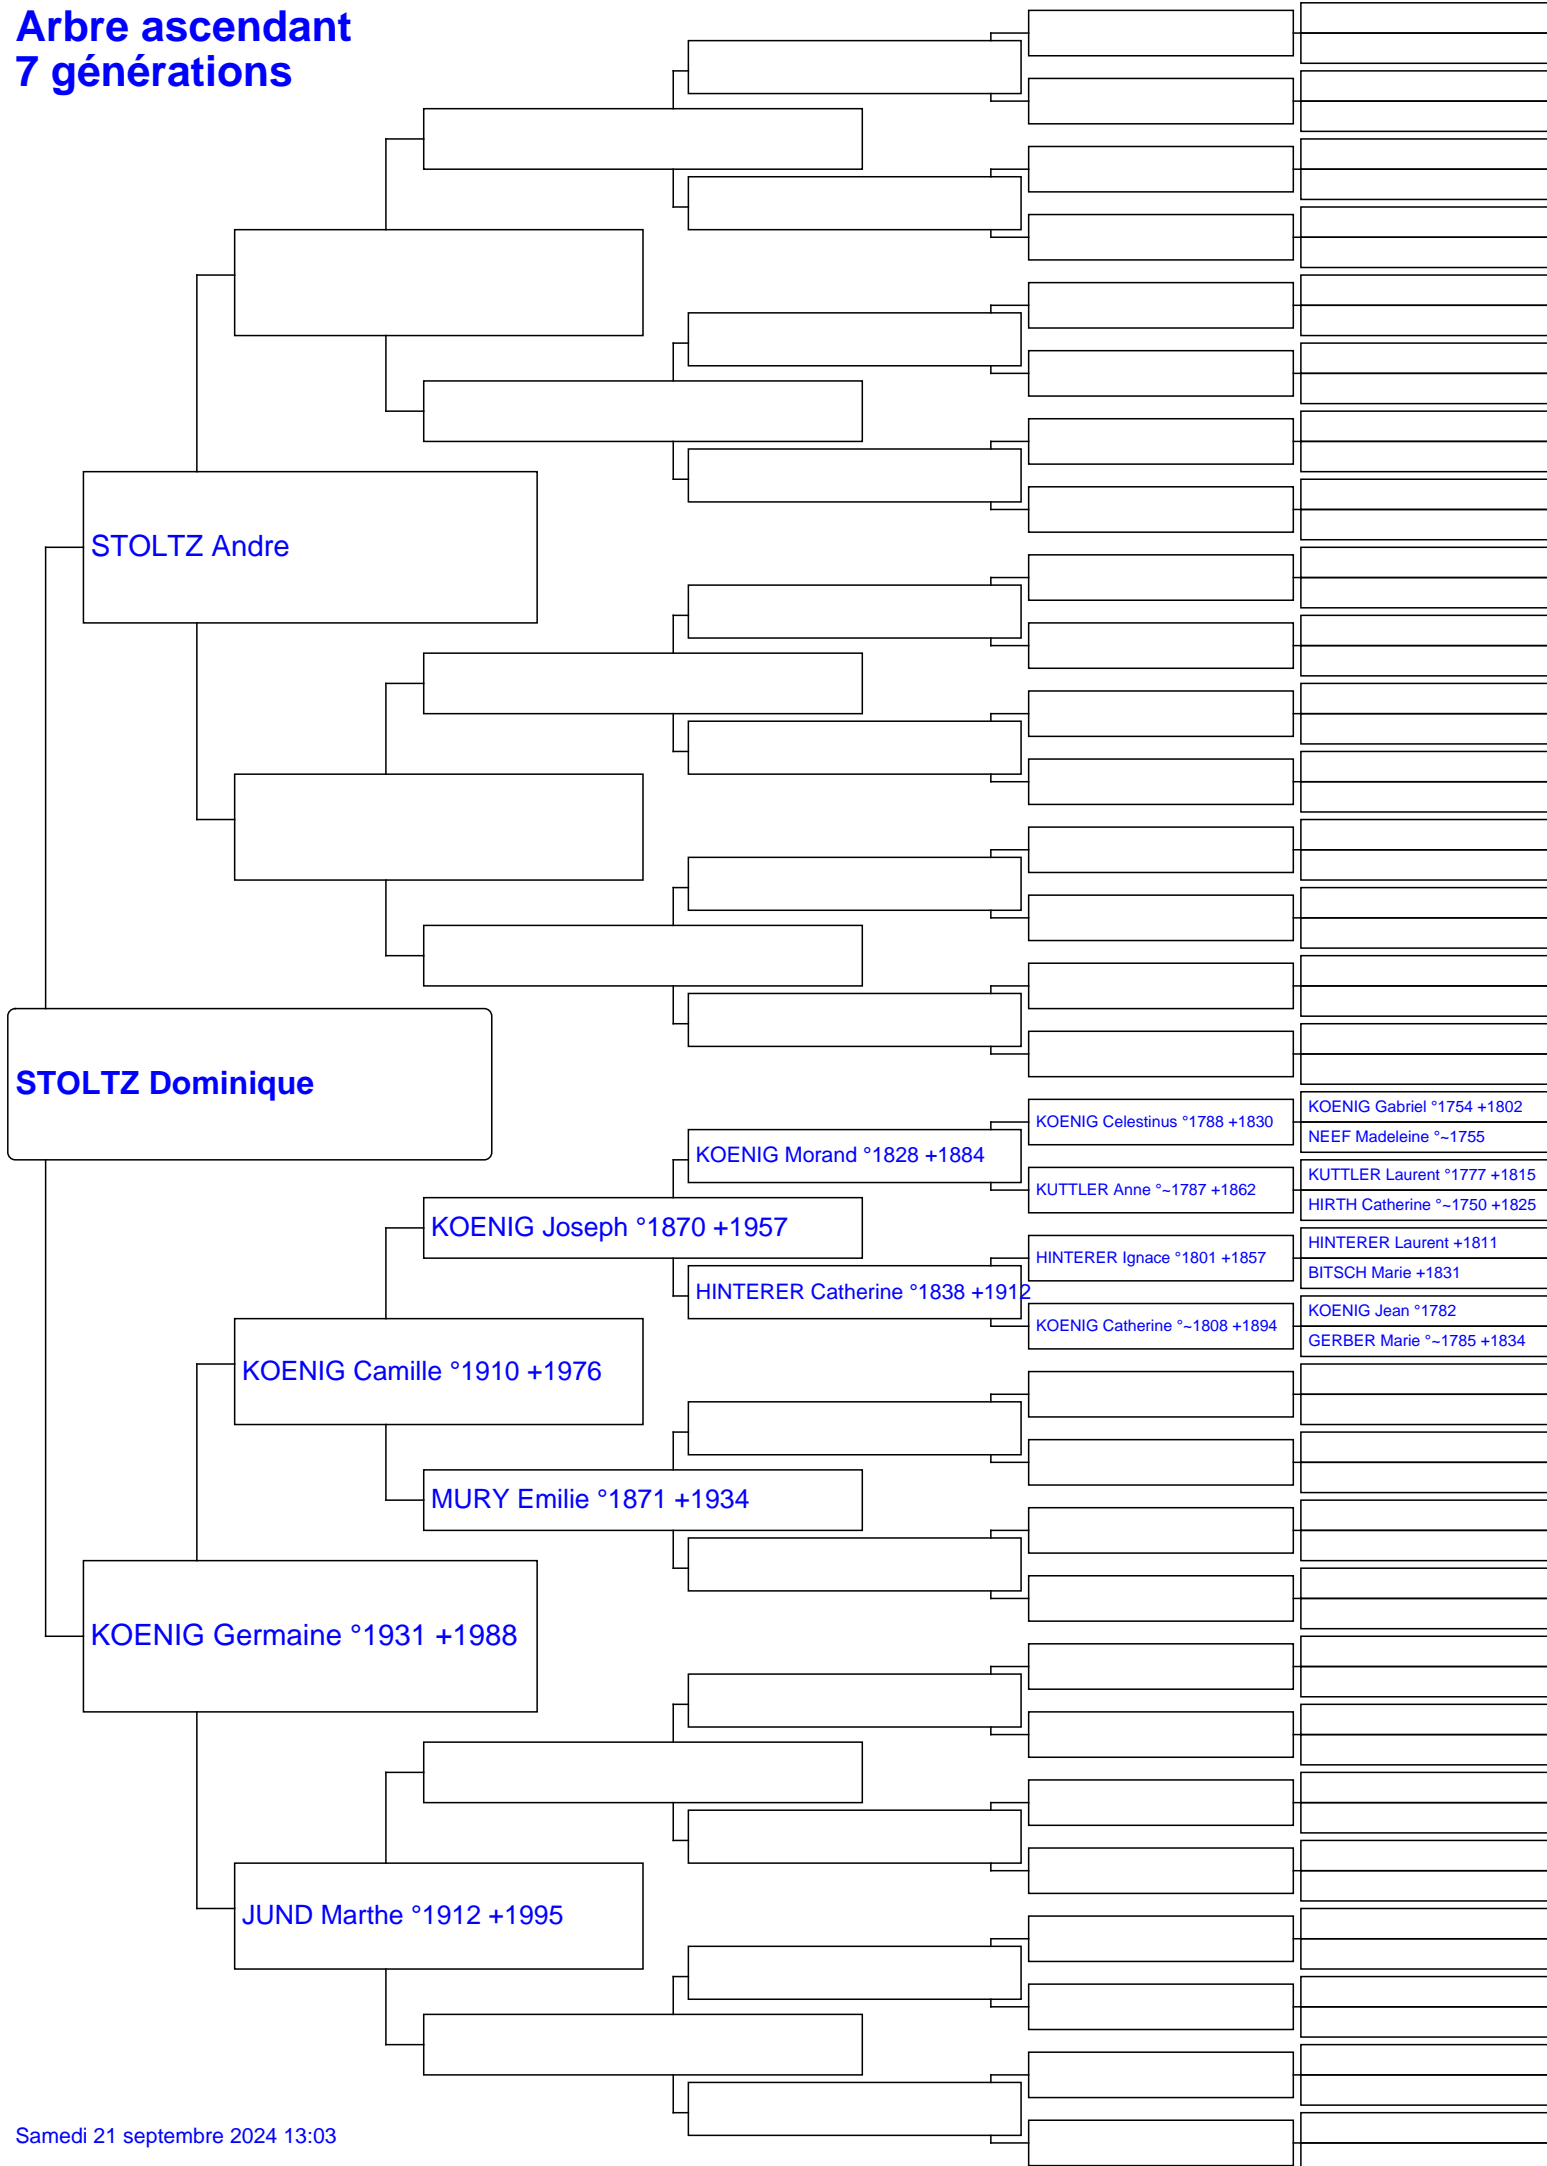 Arbre ascendant
7 générations
STOLTZ Andre
STOLTZ Dominique
KOENIG Gabriel °1754 +1802
KOENIG Celestinus °1788 +1830
NEEF Madeleine °~1755
KOENIG Morand °1828 +1884
KUTTLER Laurent °1777 +1815
KUTTLER Anne °~1787 +1862
HIRTH Catherine °~1750 +1825
KOENIG Joseph °1870 +1957
HINTERER Laurent +1811
HINTERER Ignace °1801 +1857
BITSCH Marie +1831
HINTERER Catherine °1838 +1912
KOENIG Jean °1782
KOENIG Catherine °~1808 +1894
GERBER Marie °~1785 +1834
KOENIG Camille °1910 +1976
MURY Emilie °1871 +1934
KOENIG Germaine °1931 +1988
JUND Marthe °1912 +1995
Samedi 21 septembre 2024 13:03